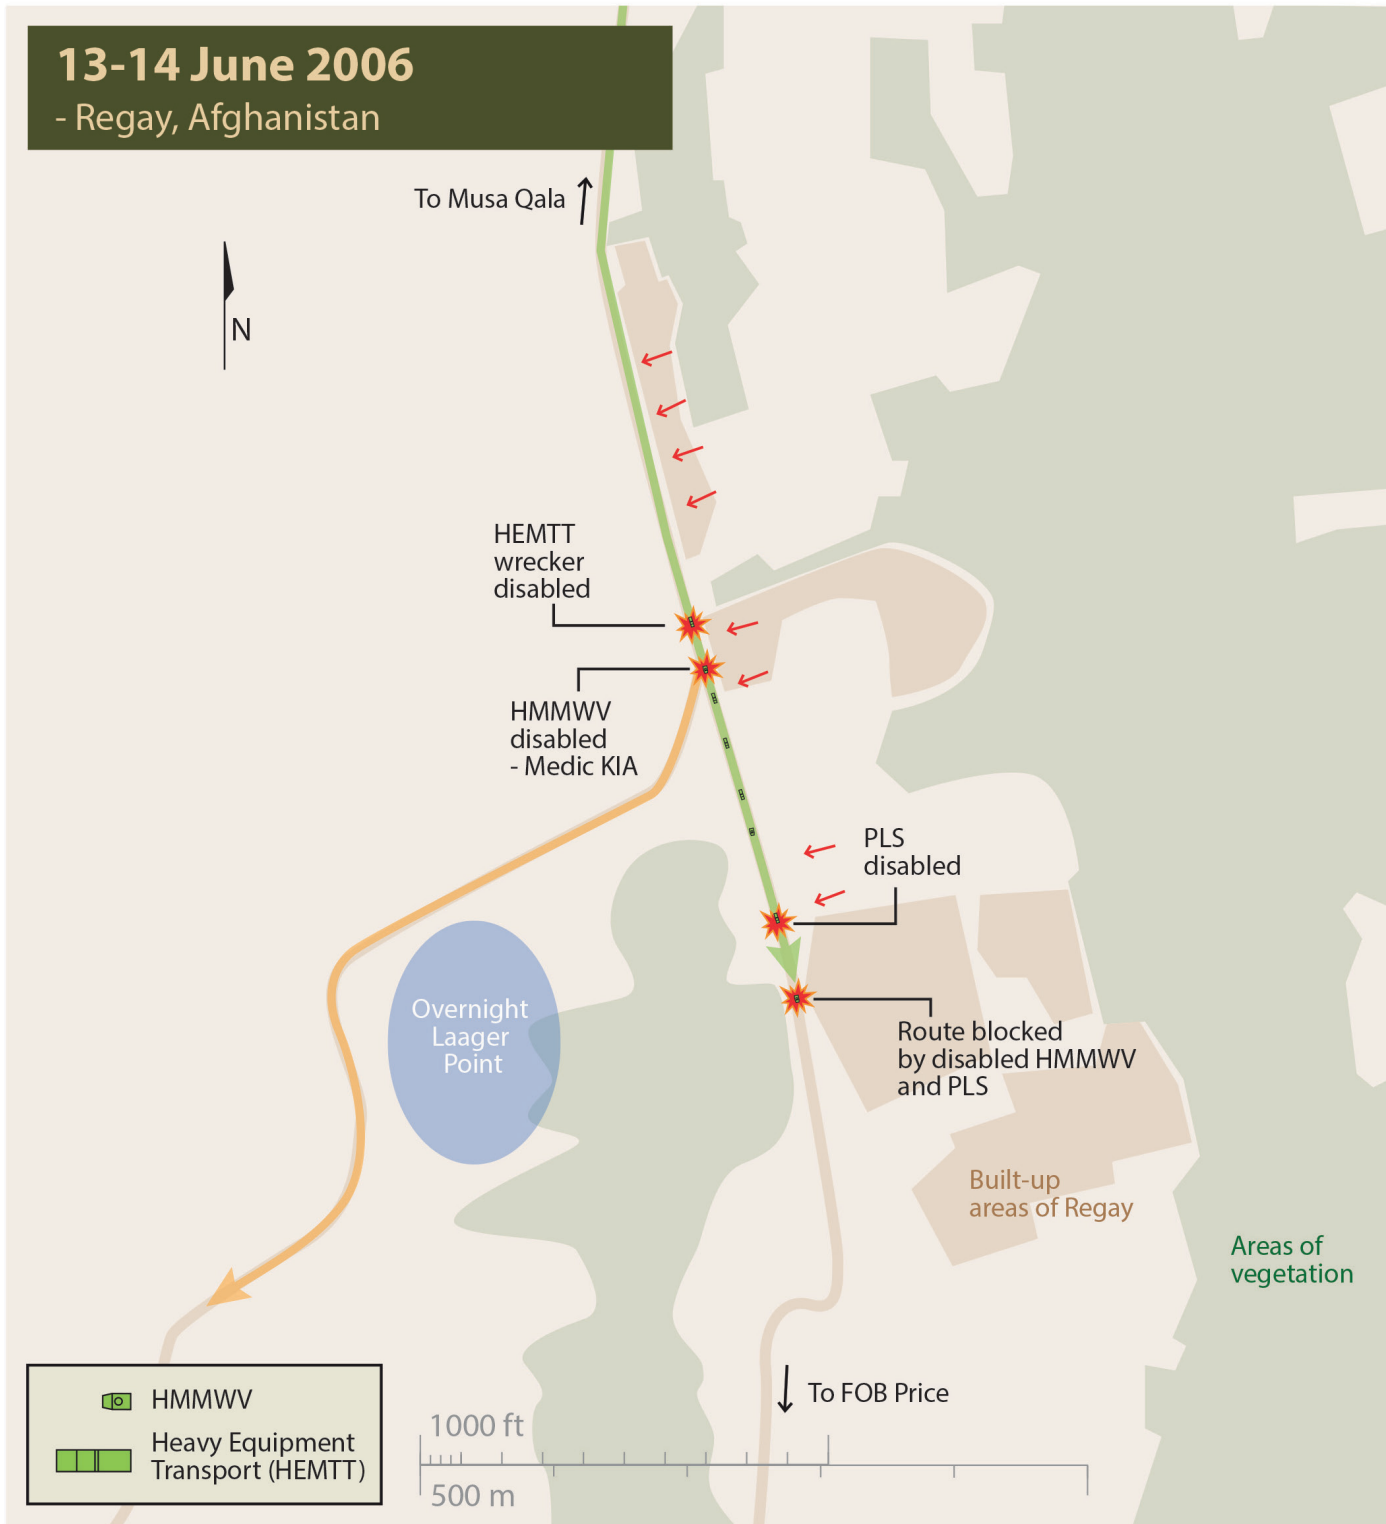 13-14 June 2006
- Regay, Afghanistan
To Musa Qala
N
HEMTT
wrecker
disabled
HMMWV
disabled
- Medic KIA
PLS
disabled
Overnight
Laager
Point
Route blocked
by disabled HMMWV
and PLS
Built-up
areas of Regay
Areas of
vegetation
To FOB Price
HMMWV
Heavy Equipment
Transport (HEMTT)
1000 ft
500 m